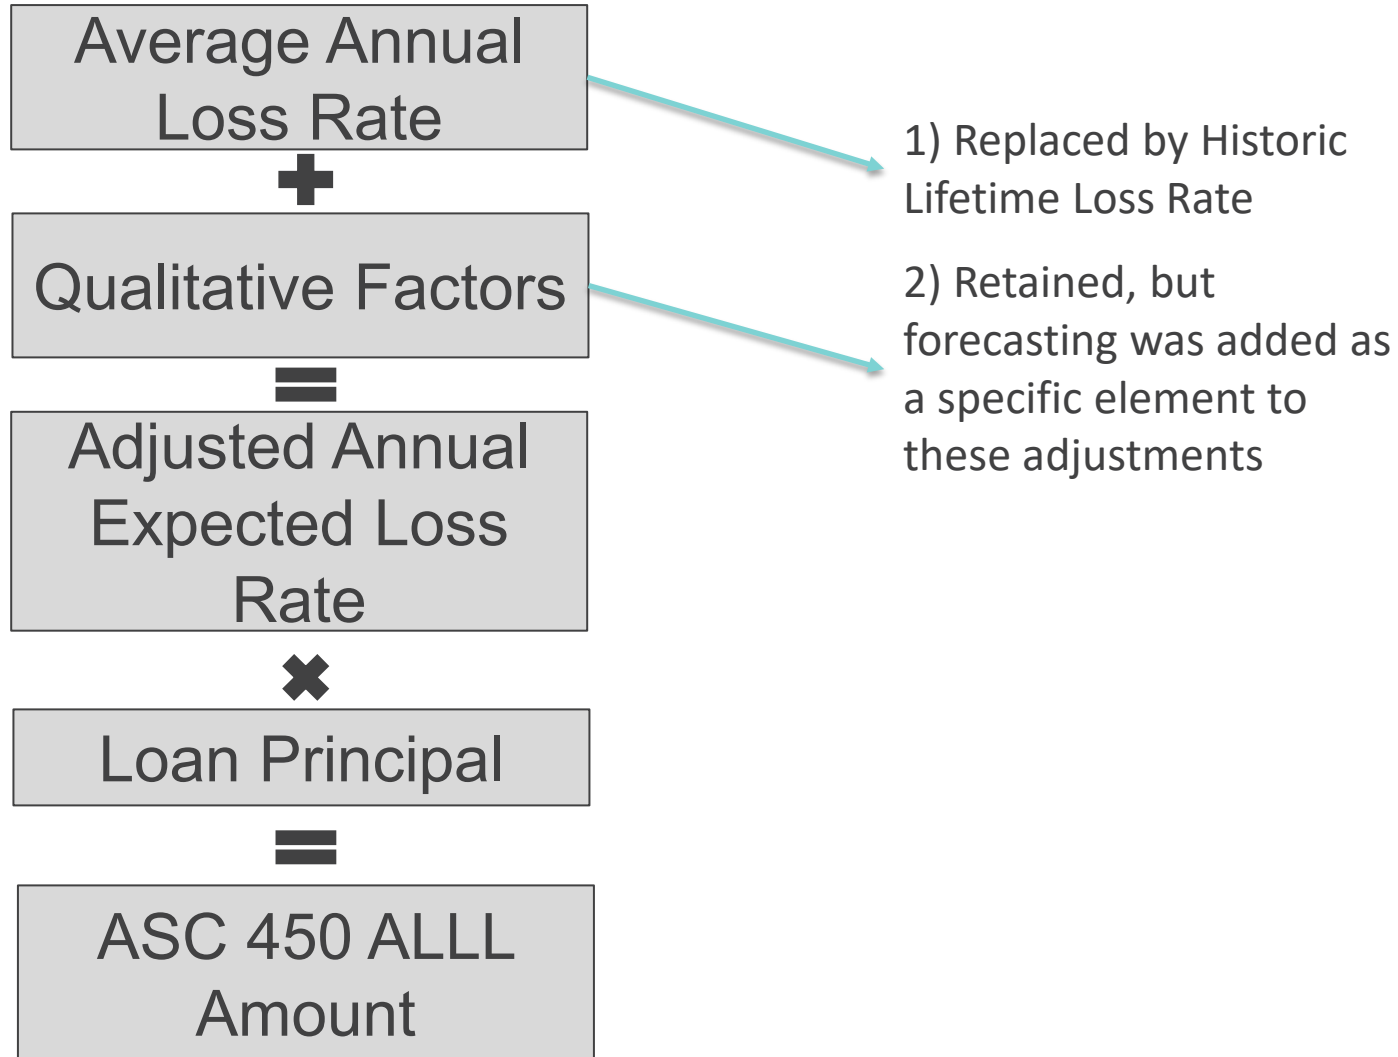 Average Annual
Loss Rate
1) Replaced by Historic
Lifetime Loss Rate
Qualitative Factors
2) Retained, but
forecasting was added as
a specific element to
these adjustments
Adjusted Annual
Expected Loss
Rate
Loan Principal
ASC 450 ALLL
Amount